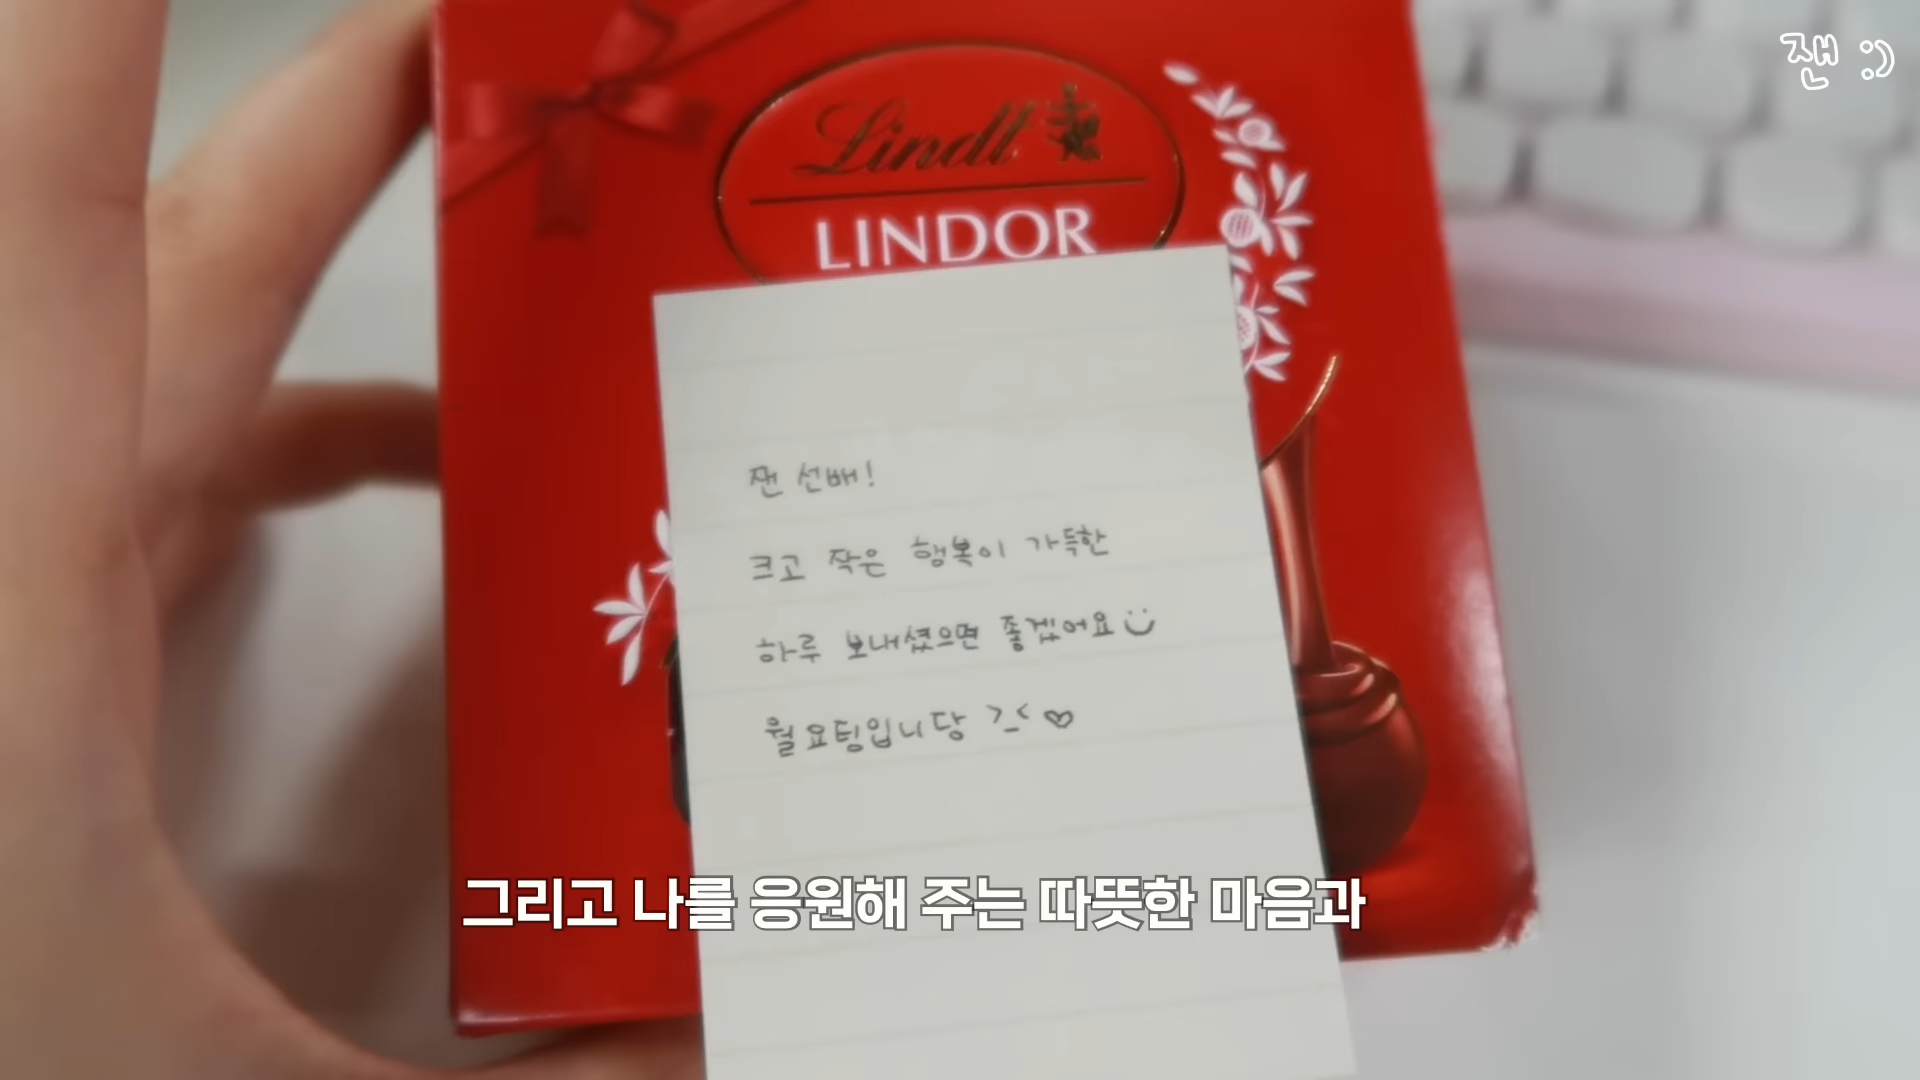 잰 :)
Lindt
LINDOR
잰 선배!
크고 작은 행복이 가득한
하루 보내셨으면 좋겠어요 :)
월요팅입니당 >_< ♡
그리고 나를 응원해 주는 따뜻한 마음과